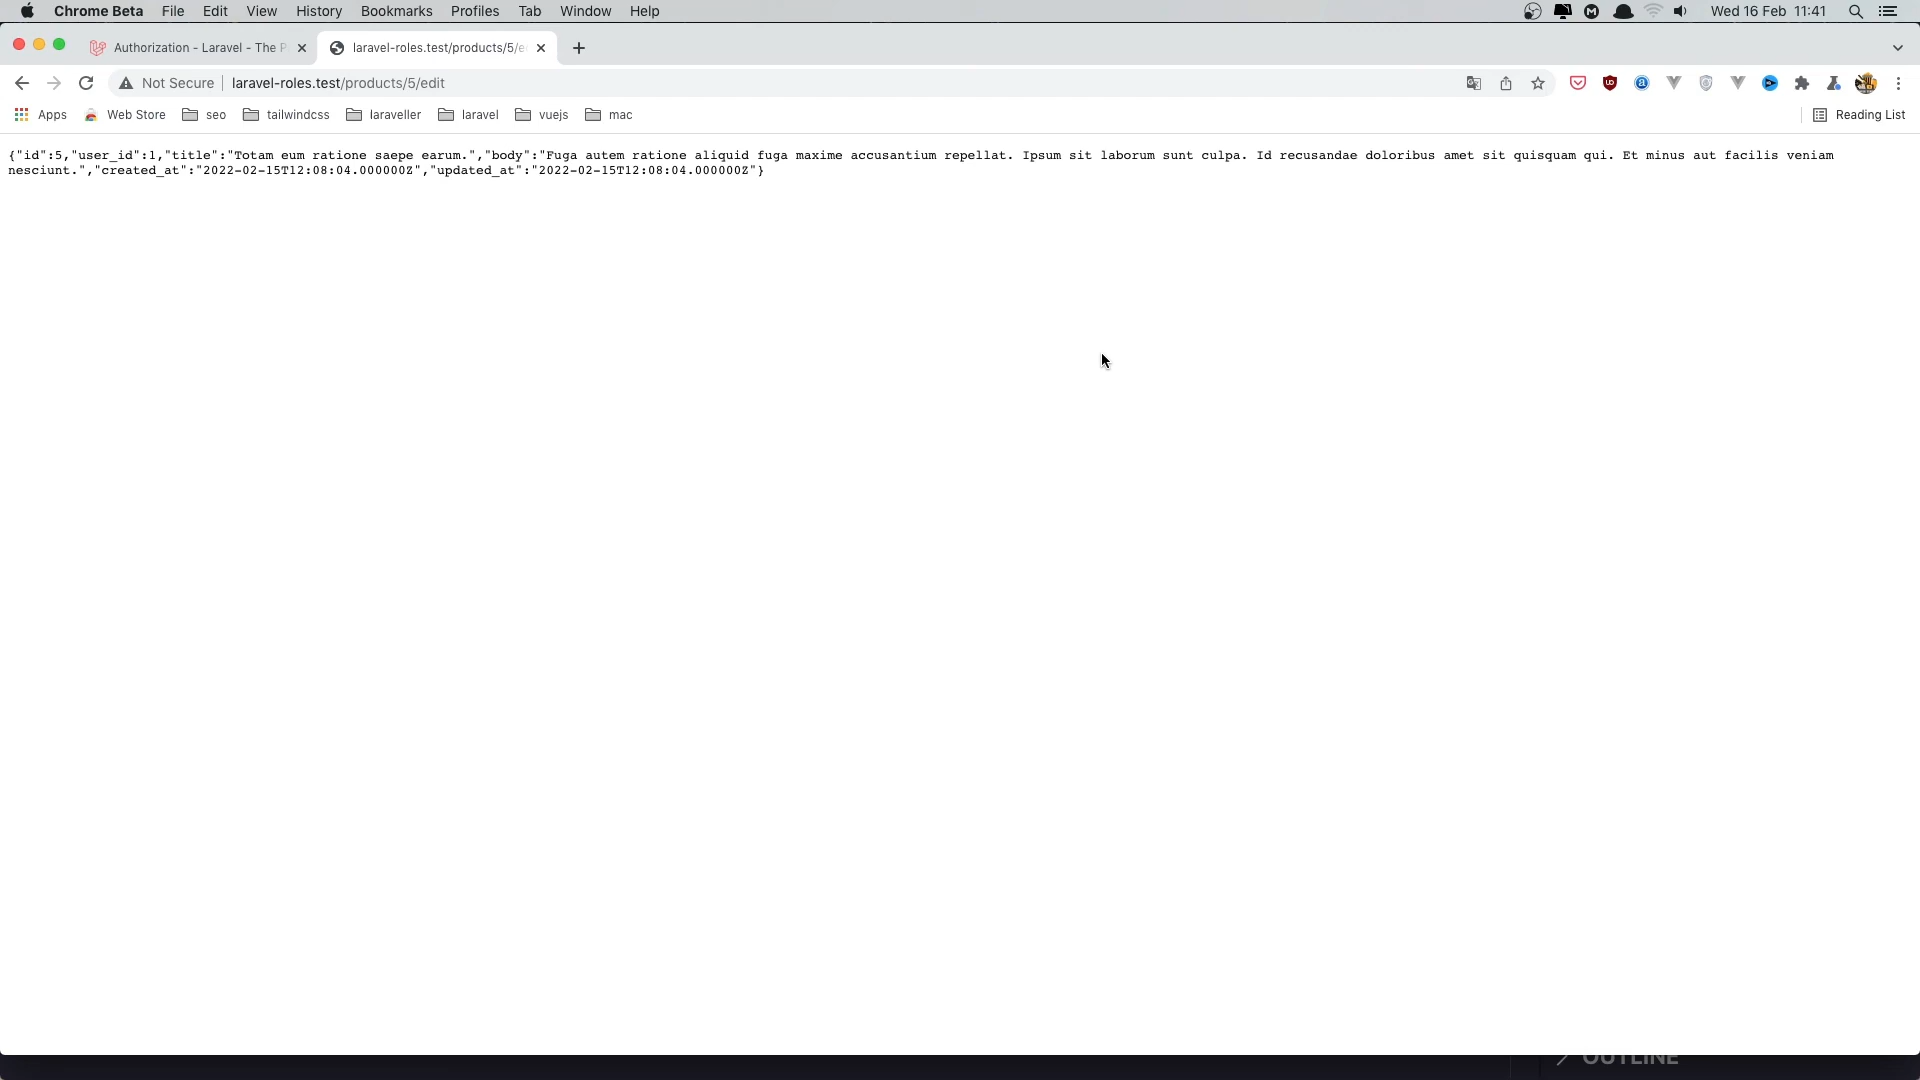 Chrome Beta File Edit View History Bookmarks Profiles Tab Window Help Wed 16 Feb 11:41
Authorization - Laravel - The P laravel-roles.test/products/5/e
Not Secure laravel-roles.test/products/5/edit
Apps Web Store seo tailwindcss laraveller laravel vuejs mac Reading List
{"id":5,"user_id":1,"title":"Totam eum ratione saepe earum.","body":"Fuga autem ratione aliquid fuga maxime accusantium repellat. Ipsum sit laborum sunt culpa. Id recusandae doloribus amet sit quisquam qui. Et minus aut facilis veniam
nesciunt.","created_at":"2022-02-15T12:08:04.000000Z","updated_at":"2022-02-15T12:08:04.000000Z"}
OUTLINE